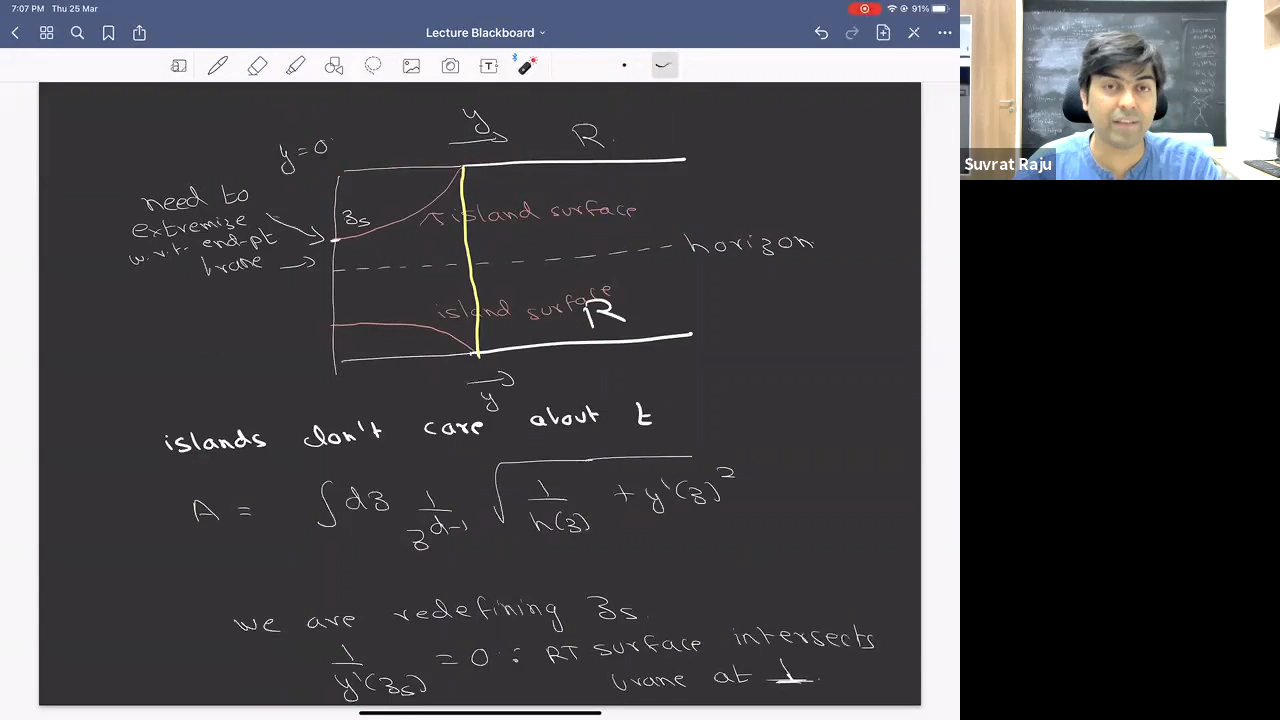 7:07 PM Thu 25 Mar
91%
Lecture Blackboard
Suvrat Raju
y
y=0
R
need to
extremize
w.r.t. end-pt
brane →
zs
island surface
horizon
island surface
R
y
islands don't care about t
A = ∫dz 1/z^{d-1} √(1/h(z) + y'(z)^2)
we are redefining zs.
1/y'(zs) = 0 : RT surface intersects
brane at ⊥.